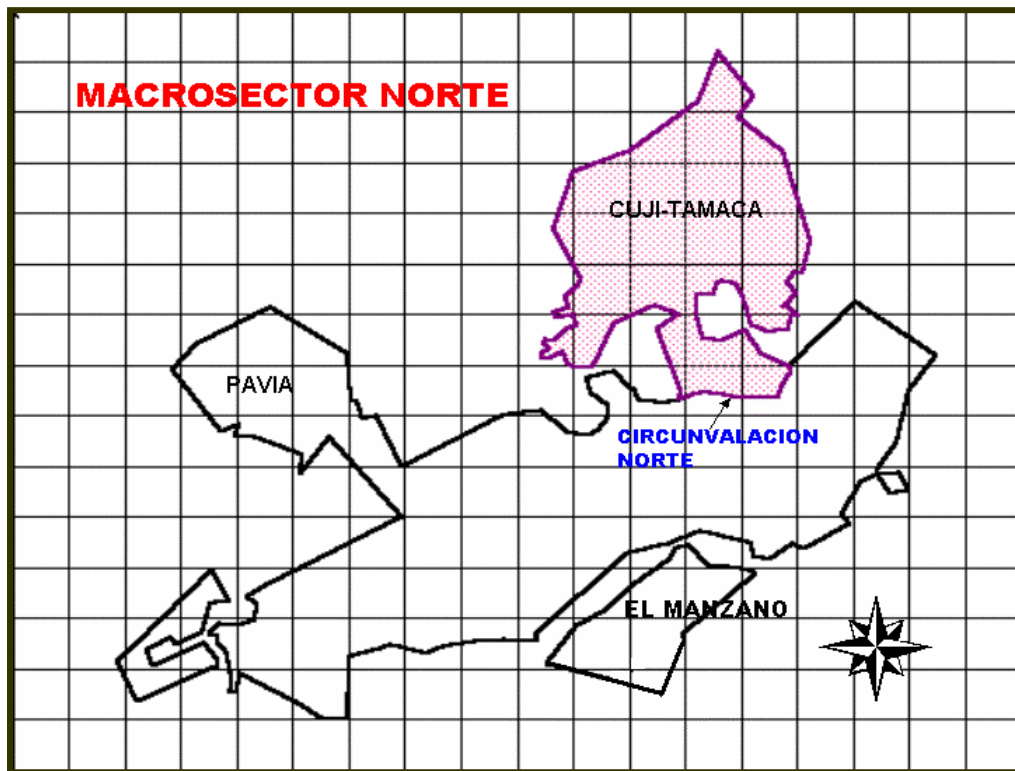 MACROSECTOR NORTE
CUJI-TAMACA
PAVIA
CIRCUNVALACION
NORTE
EL MANZANO